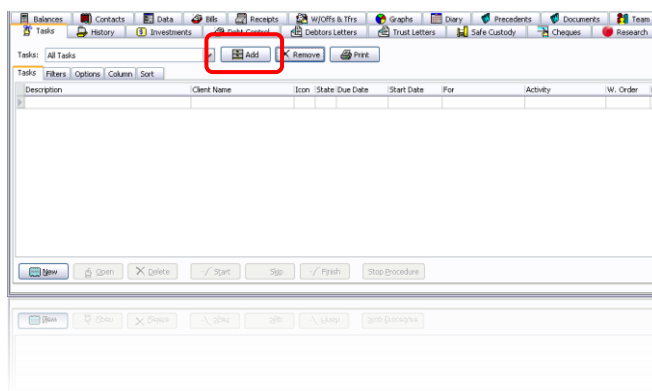 Balances Contacts Data Bills Receipts W/Offs & Tfrs Graphs Diary Precedents Documents Team
Tasks History Investments Debt Control Debtors Letters Trust Letters Safe Custody Cheques Research
Tasks: All Tasks Add Remove Print
Tasks Filters Options Column Sort
Description Client Name Icon State Due Date Start Date For Activity W. Order
New Open Delete Start Skip Finish Stop Procedure